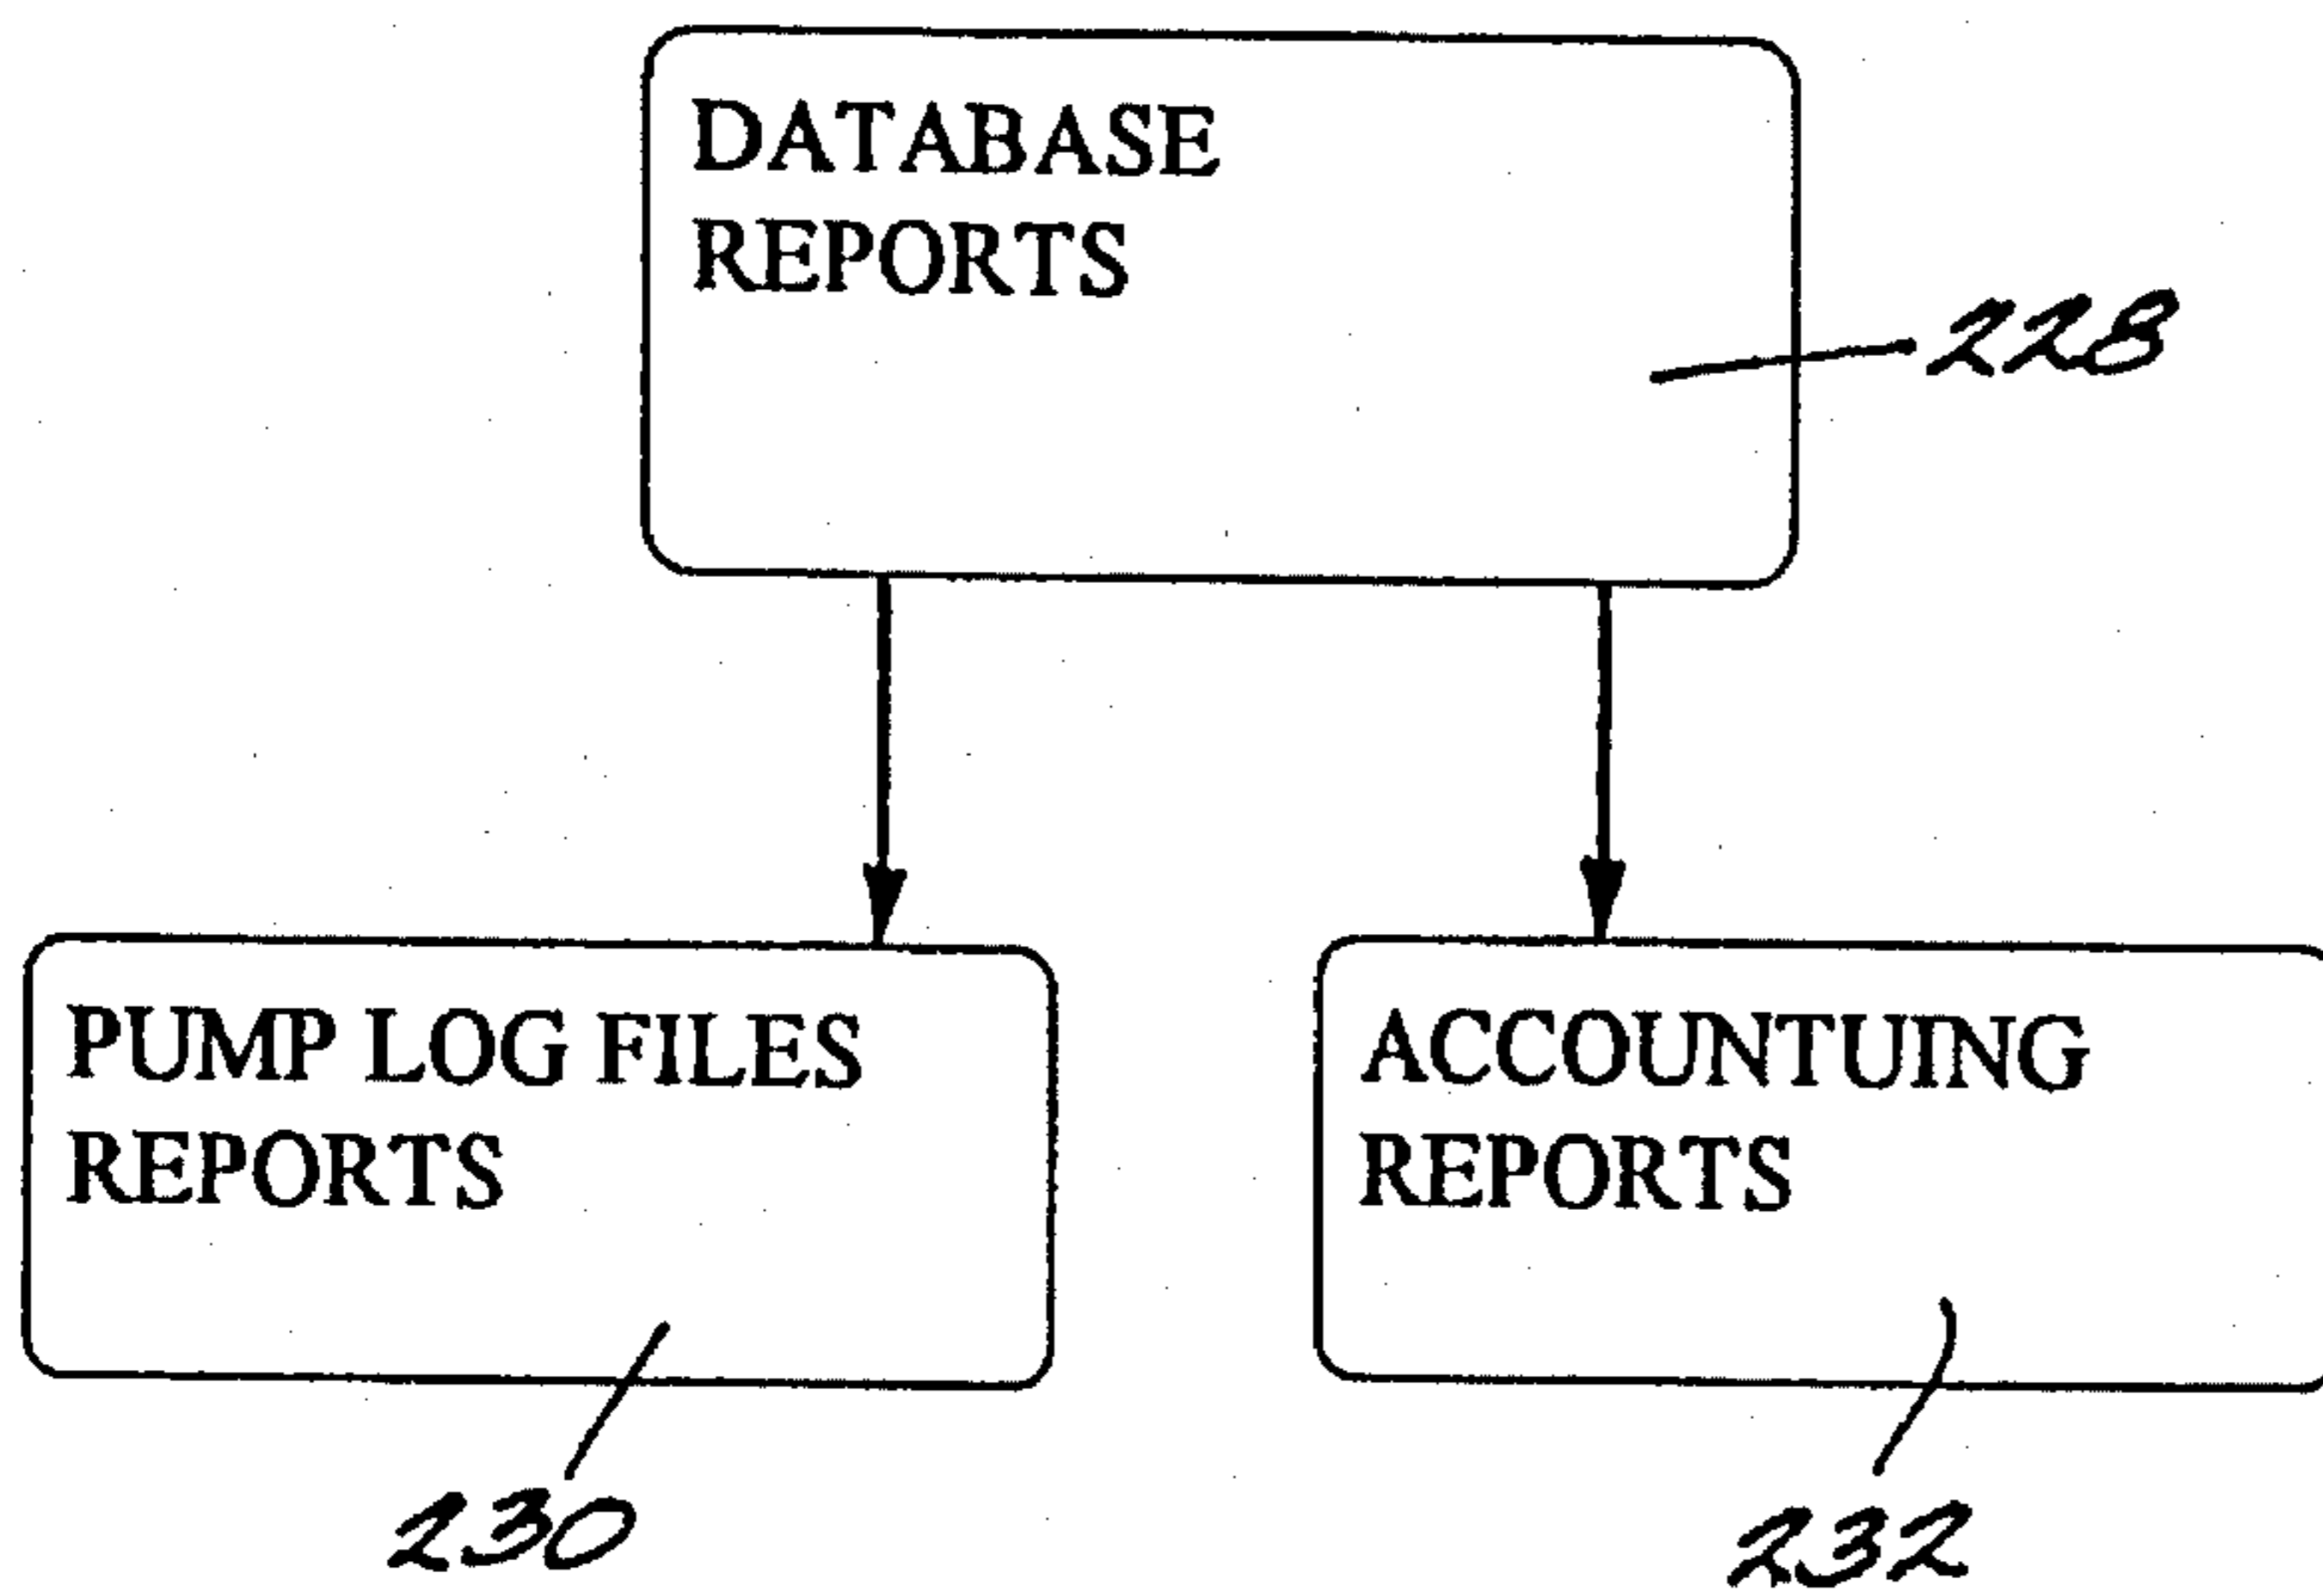 DATABASE
REPORTS
228
PUMP LOG FILES
REPORTS
ACCOUNTUING
REPORTS
230
232